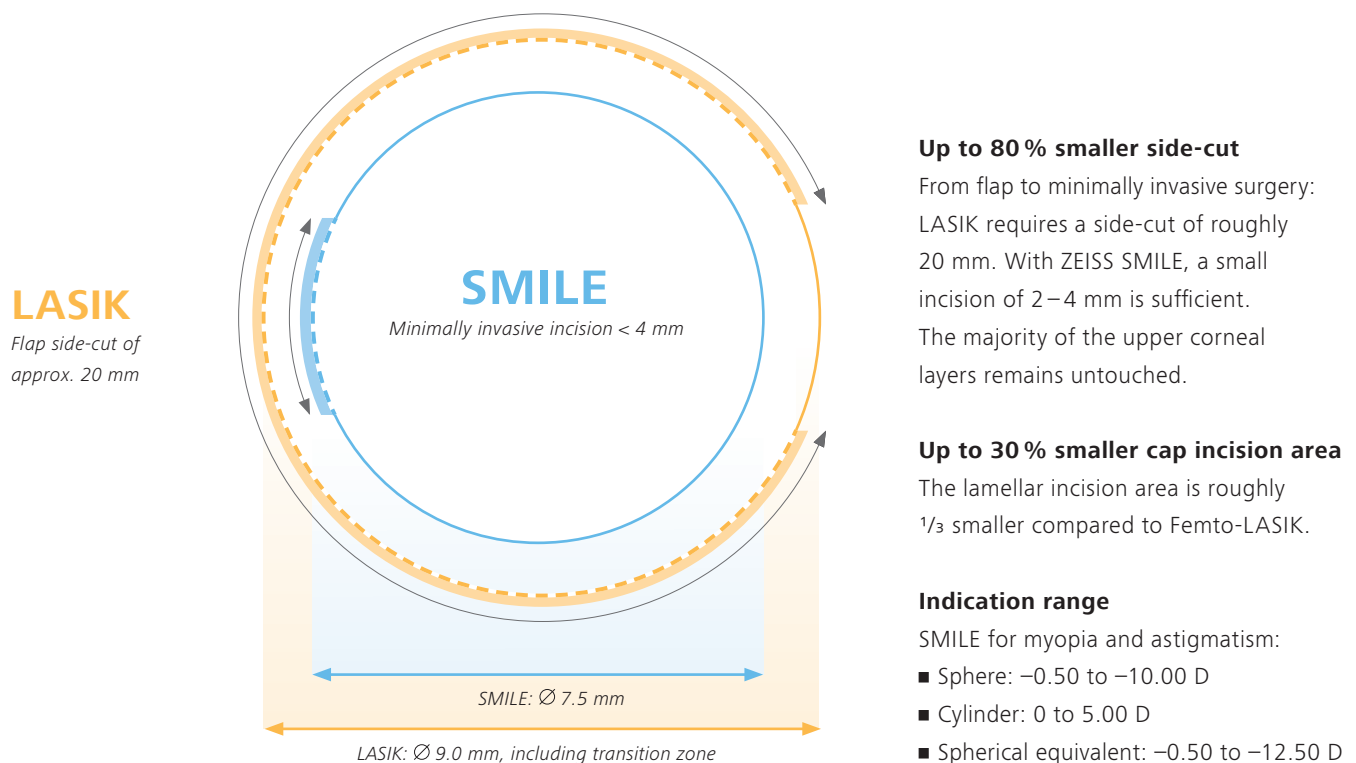 LASIK
Flap side-cut of
approx. 20 mm
SMILE
Minimally invasive incision < 4 mm
SMILE: ∅ 7.5 mm
LASIK: ∅ 9.0 mm, including transition zone
Up to 80 % smaller side-cut
From flap to minimally invasive surgery:
LASIK requires a side-cut of roughly
20 mm. With ZEISS SMILE, a small
incision of 2–4 mm is sufficient.
The majority of the upper corneal
layers remains untouched.
Up to 30 % smaller cap incision area
The lamellar incision area is roughly
1/3 smaller compared to Femto-LASIK.
Indication range
SMILE for myopia and astigmatism:
■ Sphere: –0.50 to –10.00 D
■ Cylinder: 0 to 5.00 D
■ Spherical equivalent: –0.50 to –12.50 D